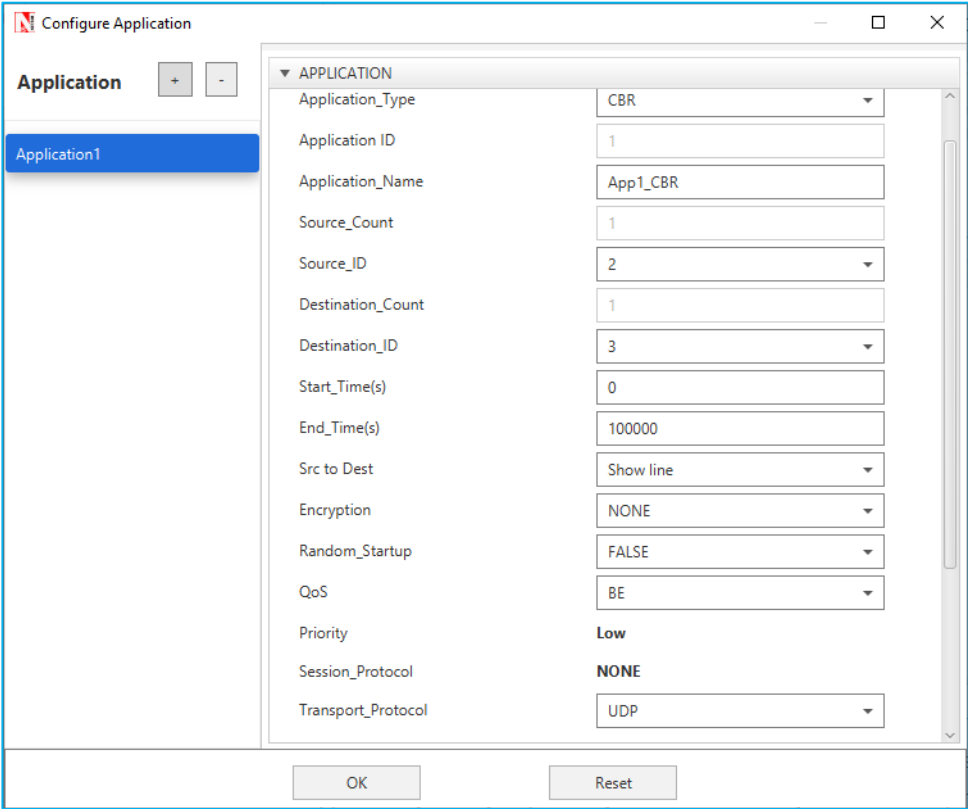 Configure Application
Application + -
Application1
▼ APPLICATION
Application_Type CBR
Application ID 1
Application_Name App1_CBR
Source_Count 1
Source_ID 2
Destination_Count 1
Destination_ID 3
Start_Time(s) 0
End_Time(s) 100000
Src to Dest Show line
Encryption NONE
Random_Startup FALSE
QoS BE
Priority Low
Session_Protocol NONE
Transport_Protocol UDP
OK Reset